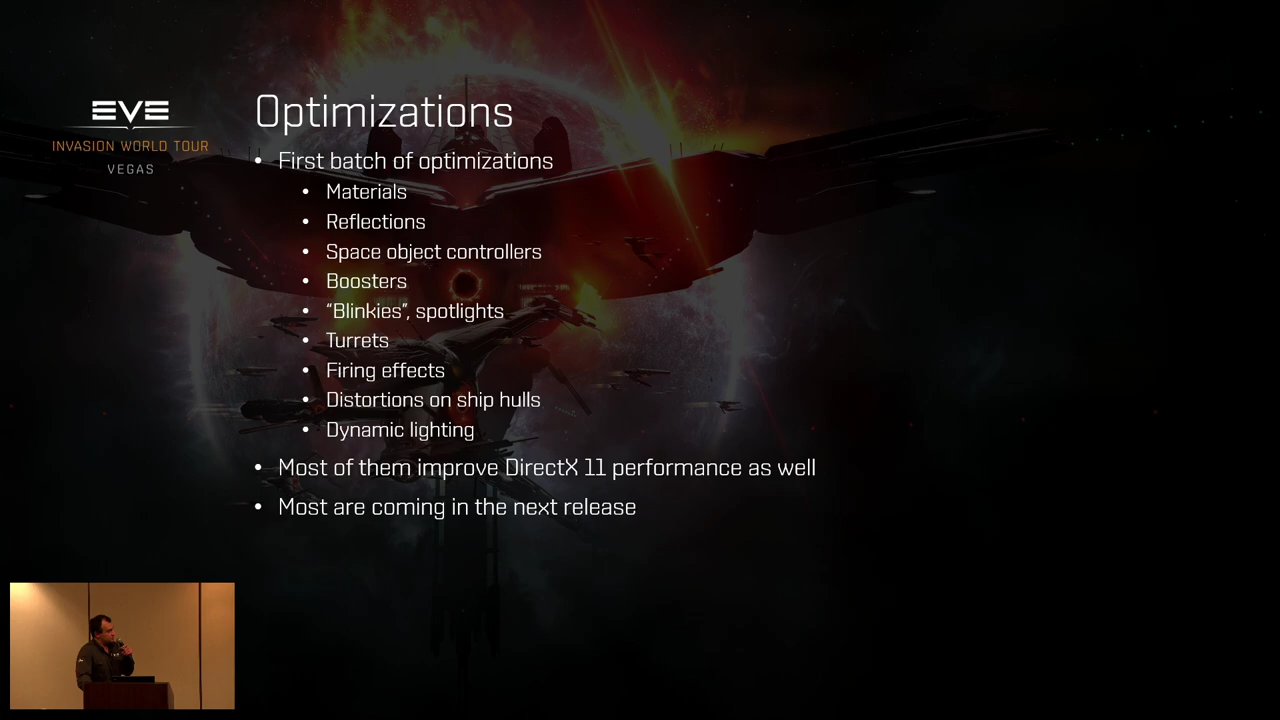 EVE
INVASION WORLD TOUR
VEGAS
Optimizations
• First batch of optimizations
• Materials
• Reflections
• Space object controllers
• Boosters
• “Blinkies”, spotlights
• Turrets
• Firing effects
• Distortions on ship hulls
• Dynamic lighting
• Most of them improve DirectX 11 performance as well
• Most are coming in the next release